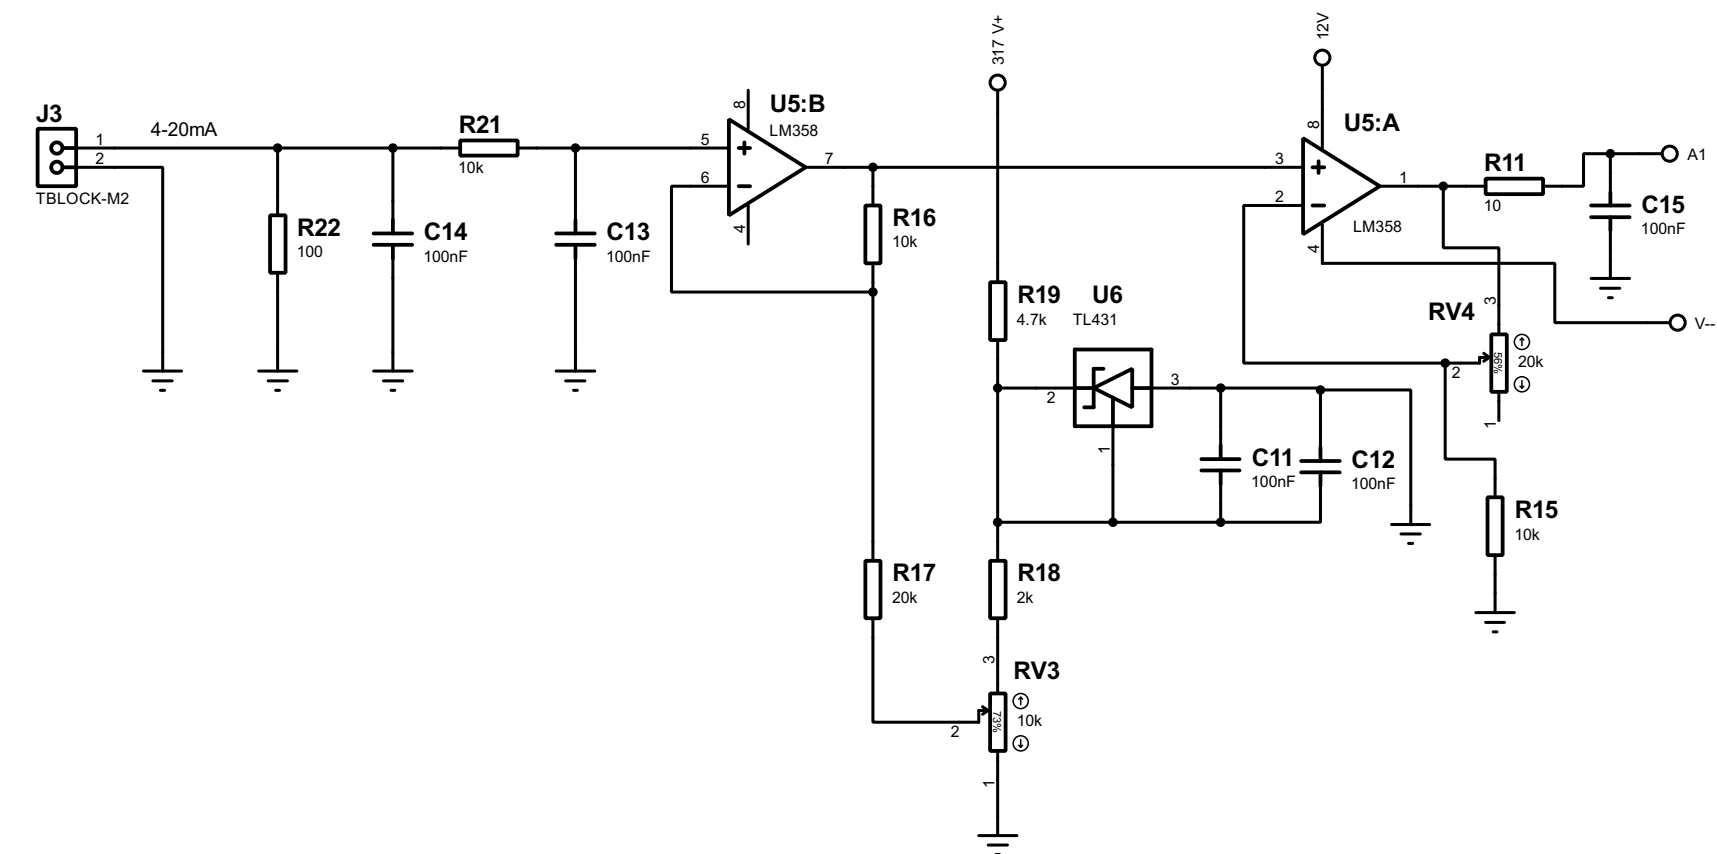 J3
1
2
TBLOCK-M2
4-20mA
R22
100
C14
100nF
R21
10k
C13
100nF
5
6
8
4
U5:B
LM358
7
R16
10k
R17
20k
317 V+
R19
4.7k
U6
TL431
2
3
1
C11
100nF
C12
100nF
R18
2k
3
RV3
73%
10k
2
1
12V
8
U5:A
3
2
4
LM358
1
R11
10
A1
C15
100nF
V--
3
RV4
56%
20k
2
1
R15
10k